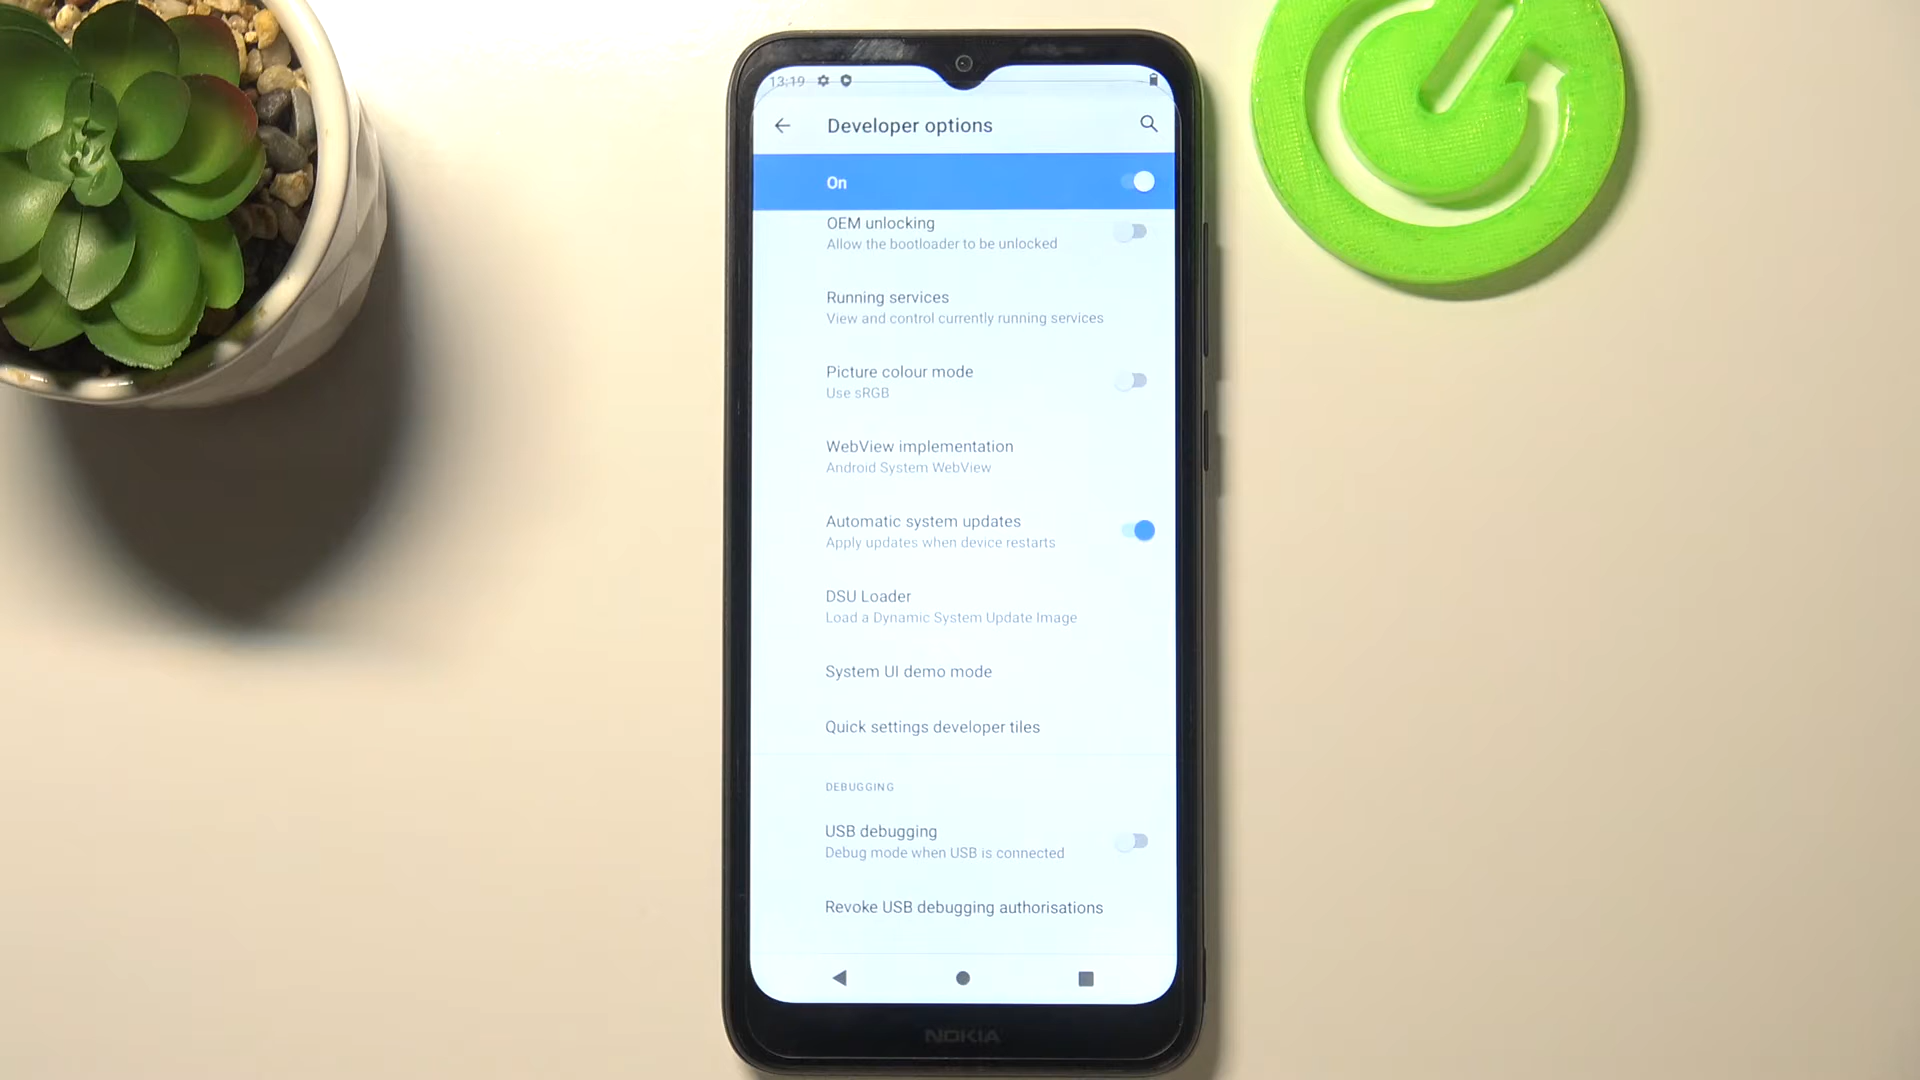 13:19
Developer options
On
OEM unlocking
Allow the bootloader to be unlocked
Running services
View and control currently running services
Picture colour mode
Use sRGB
WebView implementation
Android System WebView
Automatic system updates
Apply updates when device restarts
DSU Loader
Load a Dynamic System Update Image
System UI demo mode
Quick settings developer tiles
DEBUGGING
USB debugging
Debug mode when USB is connected
Revoke USB debugging authorisations
NOKIA